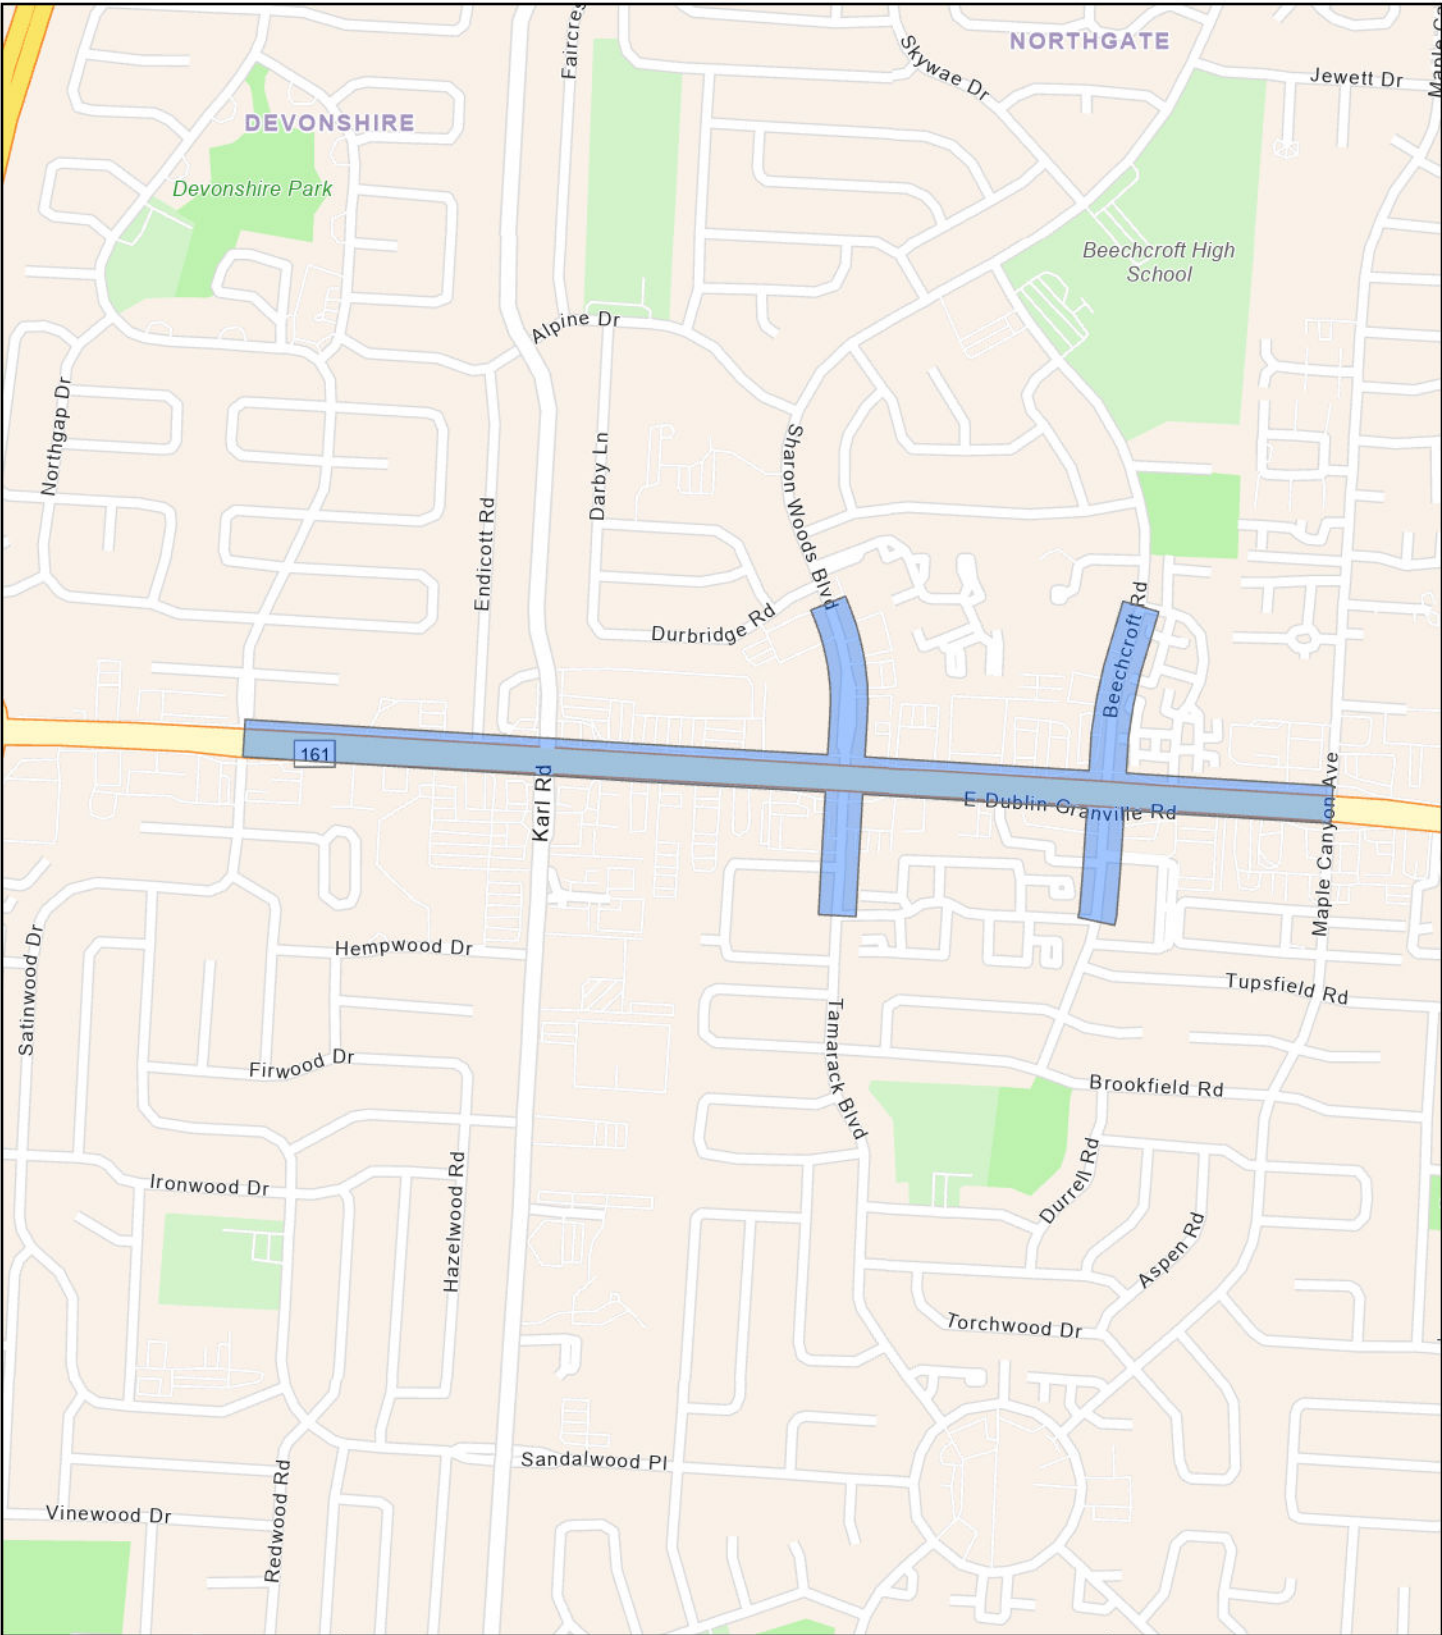 Faircres
Skywae Dr
NORTHGATE
Jewett Dr
Maple Ca
DEVONSHIRE
Devonshire Park
Beechcroft High
School
Alpine Dr
Northgap Dr
Darby Ln
Sharon Woods Blvd
Endicott Rd
Durbridge Rd
Beechcroft Rd
161
Karl Rd
E Dublin Granville Rd
Maple Canyon Ave
Hempwood Dr
Satinwood Dr
Tupsfield Rd
Tamarack Blvd
Firwood Dr
Brookfield Rd
Ironwood Dr
Hazelwood Rd
Durrell Rd
Aspen Rd
Torchwood Dr
Sandalwood Pl
Vinewood Dr
Redwood Rd